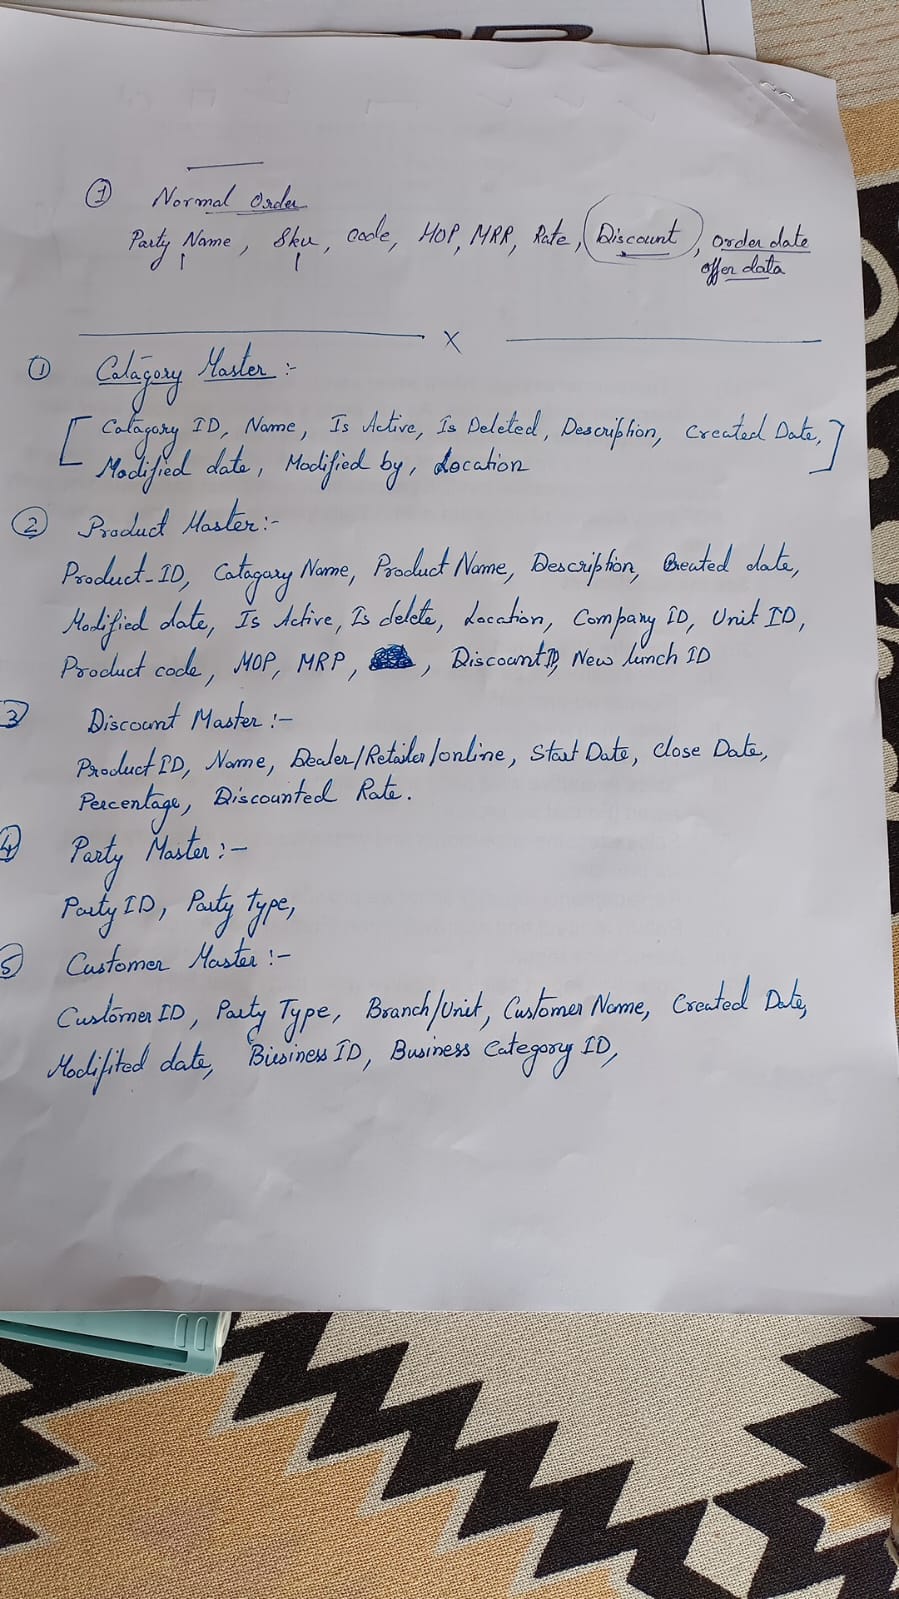 ① Normal Order
Party Name, Sku, Code, MOP, MRP, Rate, Discount, order date
offer data
X
① Catagory Master :-
[Catagory ID, Name, Is Active, Is Deleted, Description, Created Date,
Modified date, Modified by, Location]
② Product Master:-
Product-ID, Catagary Name, Product Name, Description, Created date,
Modified date, Is Active, Is delete, Location, Company ID, Unit ID,
Product code, MOP, MRP, , Discount ID, New lunch ID
3 Discount Master :-
Product ID, Name, Dealer/Retailer/online, Start Date, Close Date,
Percentage, Discounted Rate.
4 Party Master :-
Party ID, Party Type,
5 Customer Master :-
Customer ID, Party Type, Branch/Unit, Customer Name, Created Date,
Modifited date, Business ID, Business Category ID,